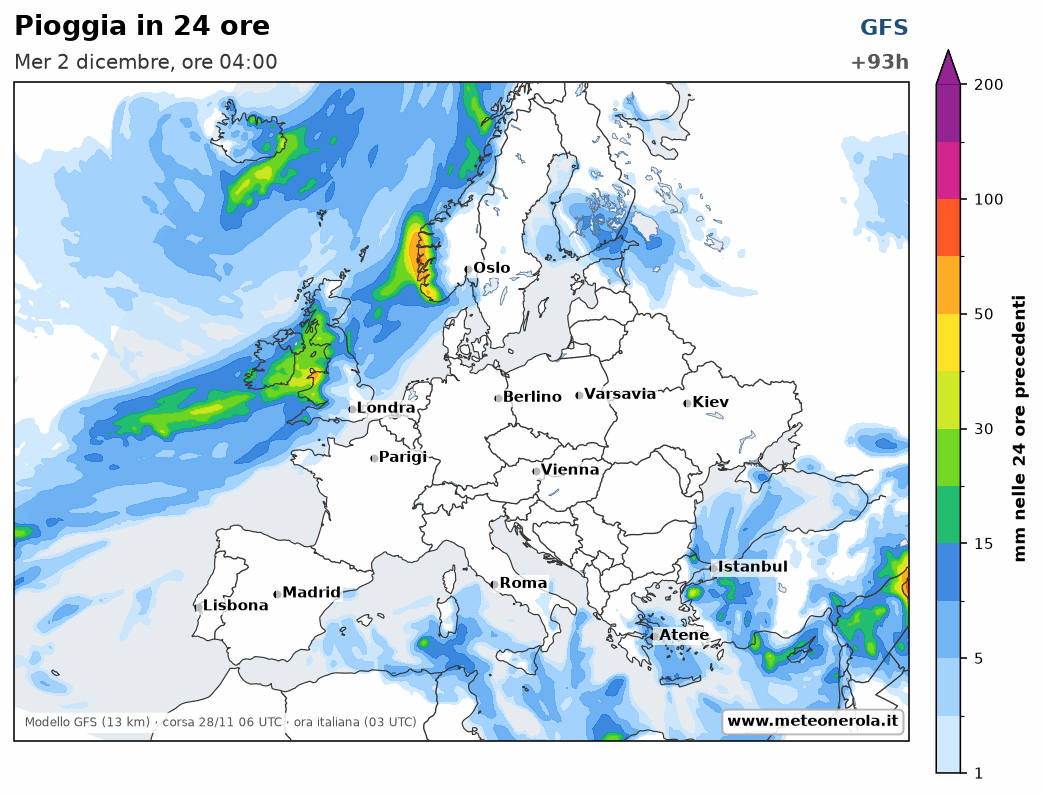 Pioggia in 24 ore
GFS
Mer 2 dicembre, ore 04:00
+93h
200
100
50
30
15
5
1
mm nelle 24 ore precedenti
Oslo
Berlino
Varsavia
Kiev
Londra
Parigi
Vienna
Istanbul
Roma
Madrid
Lisbona
Atene
Modello GFS (13 km) · corsa 28/11 06 UTC · ora italiana (03 UTC)
www.meteonerola.it